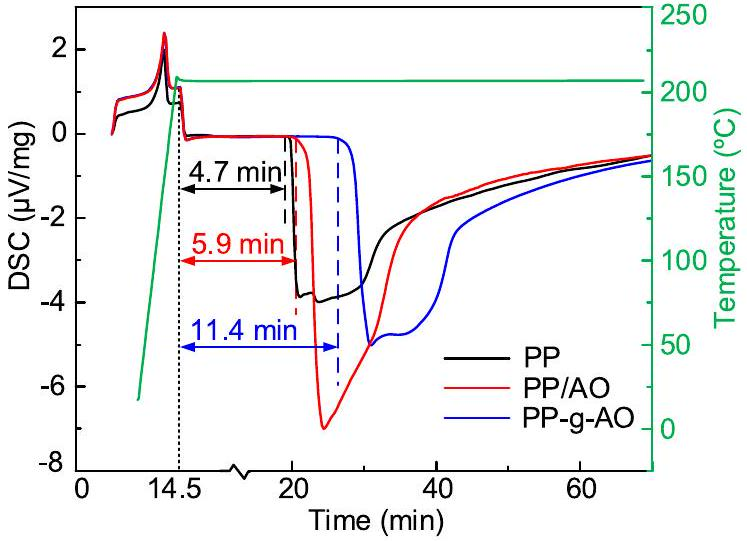 250
2
200
0
4.7 min
150
-2
5.9 min
100
-4
11.4 min
50
PP
-6
PP/AO
PP-g-AO
0
-8
0
14.5
20
40
60
Time (min)
DSC (μV/mg)
Temperature (ºC)